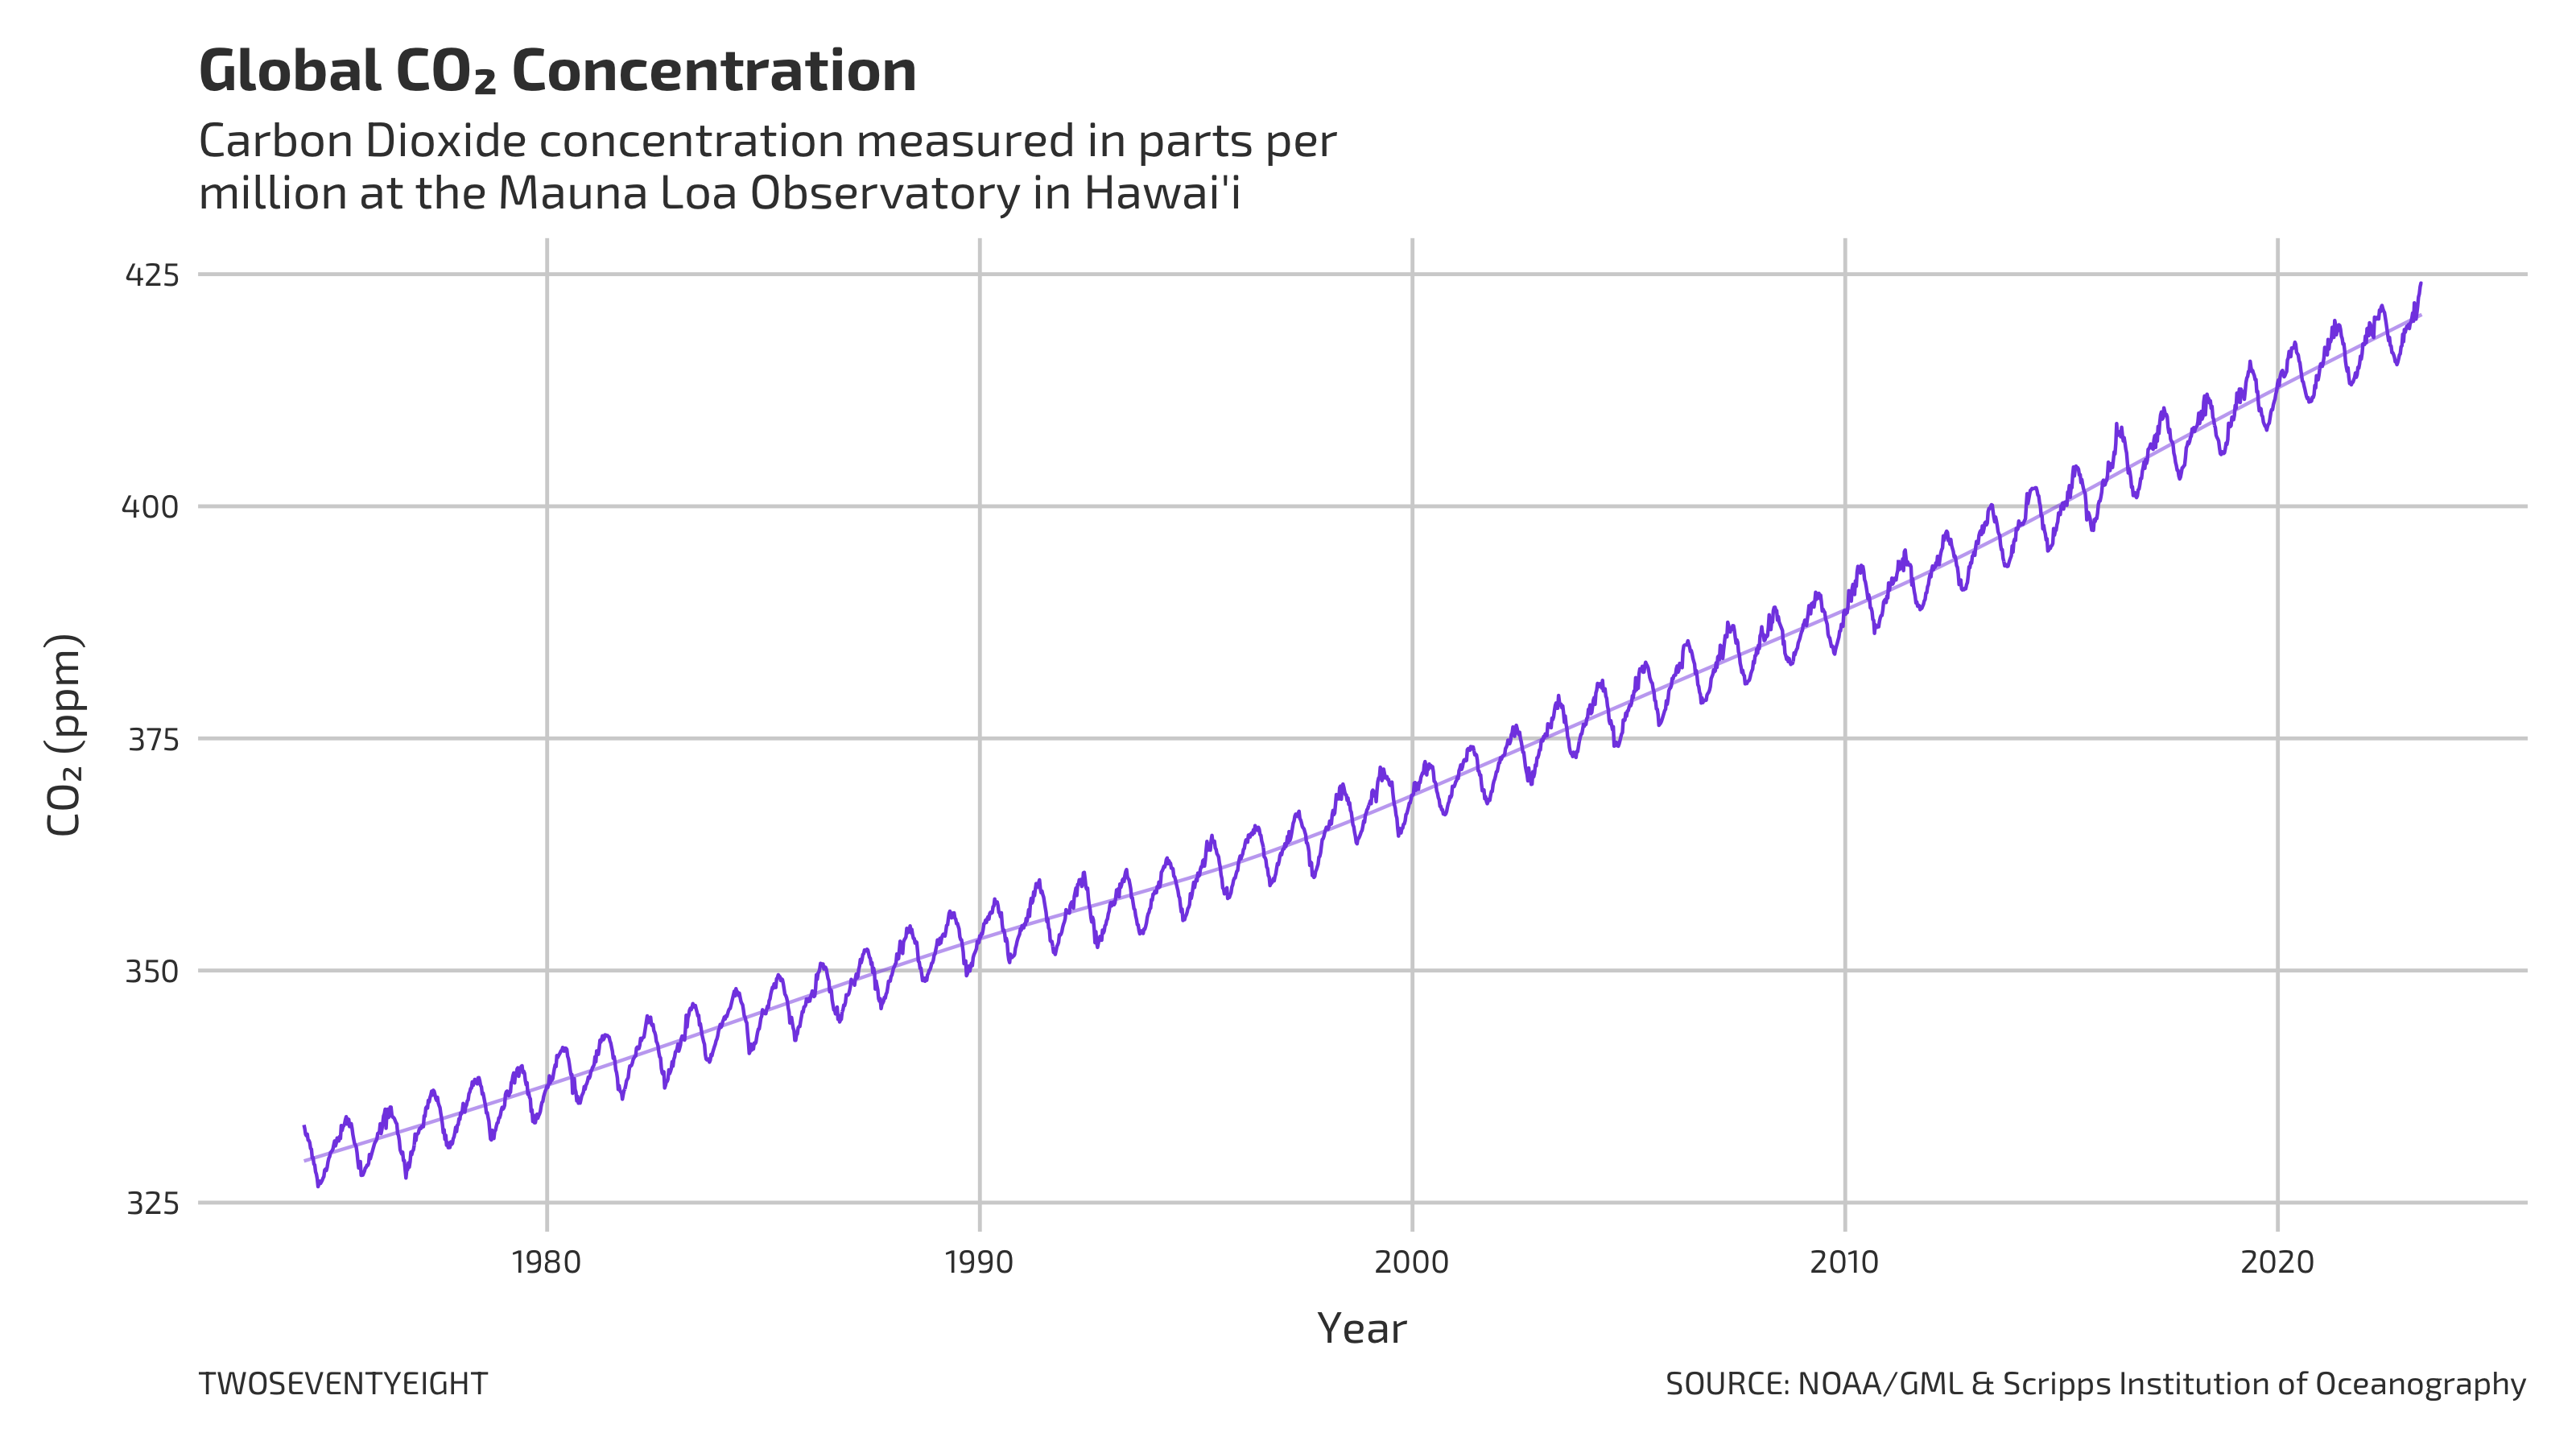 Global CO₂ Concentration
Carbon Dioxide concentration measured in parts per
million at the Mauna Loa Observatory in Hawai'i
425
400
375
350
325
CO₂ (ppm)
1980 1990 2000 2010 2020
Year
TWOSEVENTYEIGHT
SOURCE: NOAA/GML & Scripps Institution of Oceanography